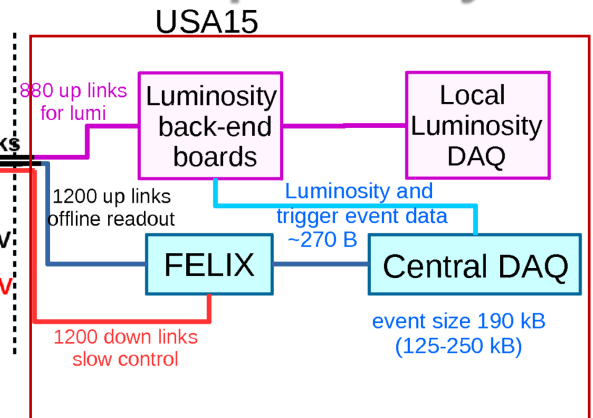 USA15
880 up links
for lumi
Luminosity
back-end
boards
Local
Luminosity
DAQ
ks
1200 up links
offline readout
Luminosity and
trigger event data
~270 B
V
FELIX
Central DAQ
V
1200 down links
slow control
event size 190 kB
(125-250 kB)